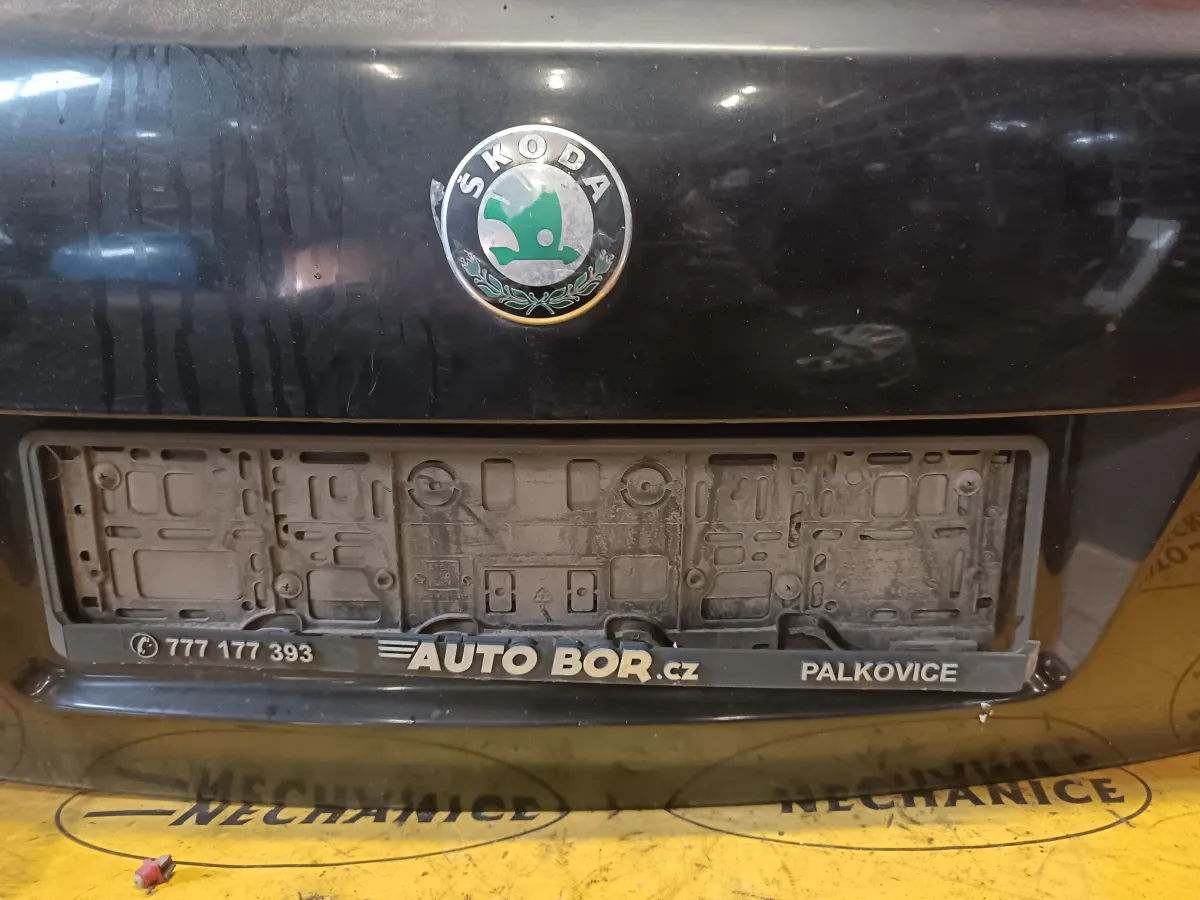 ŠKODA
777 177 393 AUTO BOR.CZ PALKOVICE
NECHANICE NECHANICE